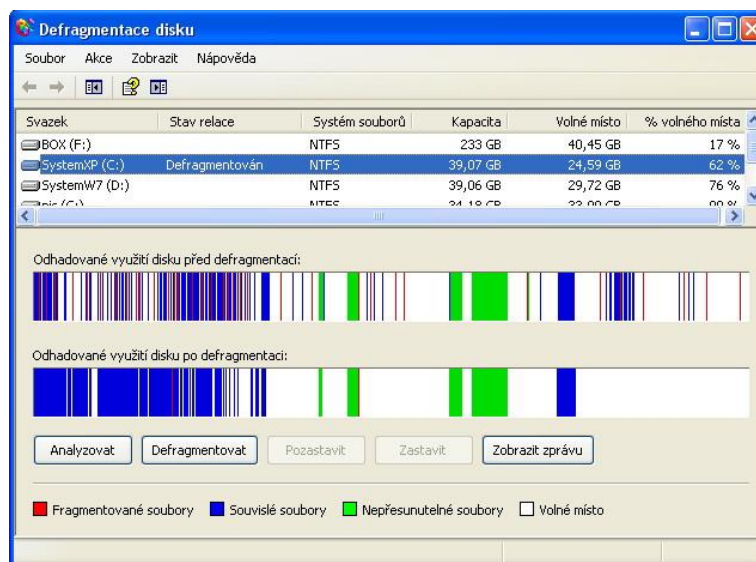 Defragmentace disku
Soubor Akce Zobrazit Nápověda
Svazek Stav relace Systém souborů Kapacita Volné místo % volného místa
BOX (F:) NTFS 233 GB 40,45 GB 17 %
SystemXP (C:) Defragmentován NTFS 39,07 GB 24,59 GB 62 %
SystemW7 (D:) NTFS 39,06 GB 29,72 GB 76 %
NTFS
Odhadované využití disku před defragmentací:
Odhadované využití disku po defragmentaci:
Analyzovat Defragmentovat Pozastavit Zastavit Zobrazit zprávu
Fragmentované soubory Souvislé soubory Nepřesunutelné soubory Volné místo